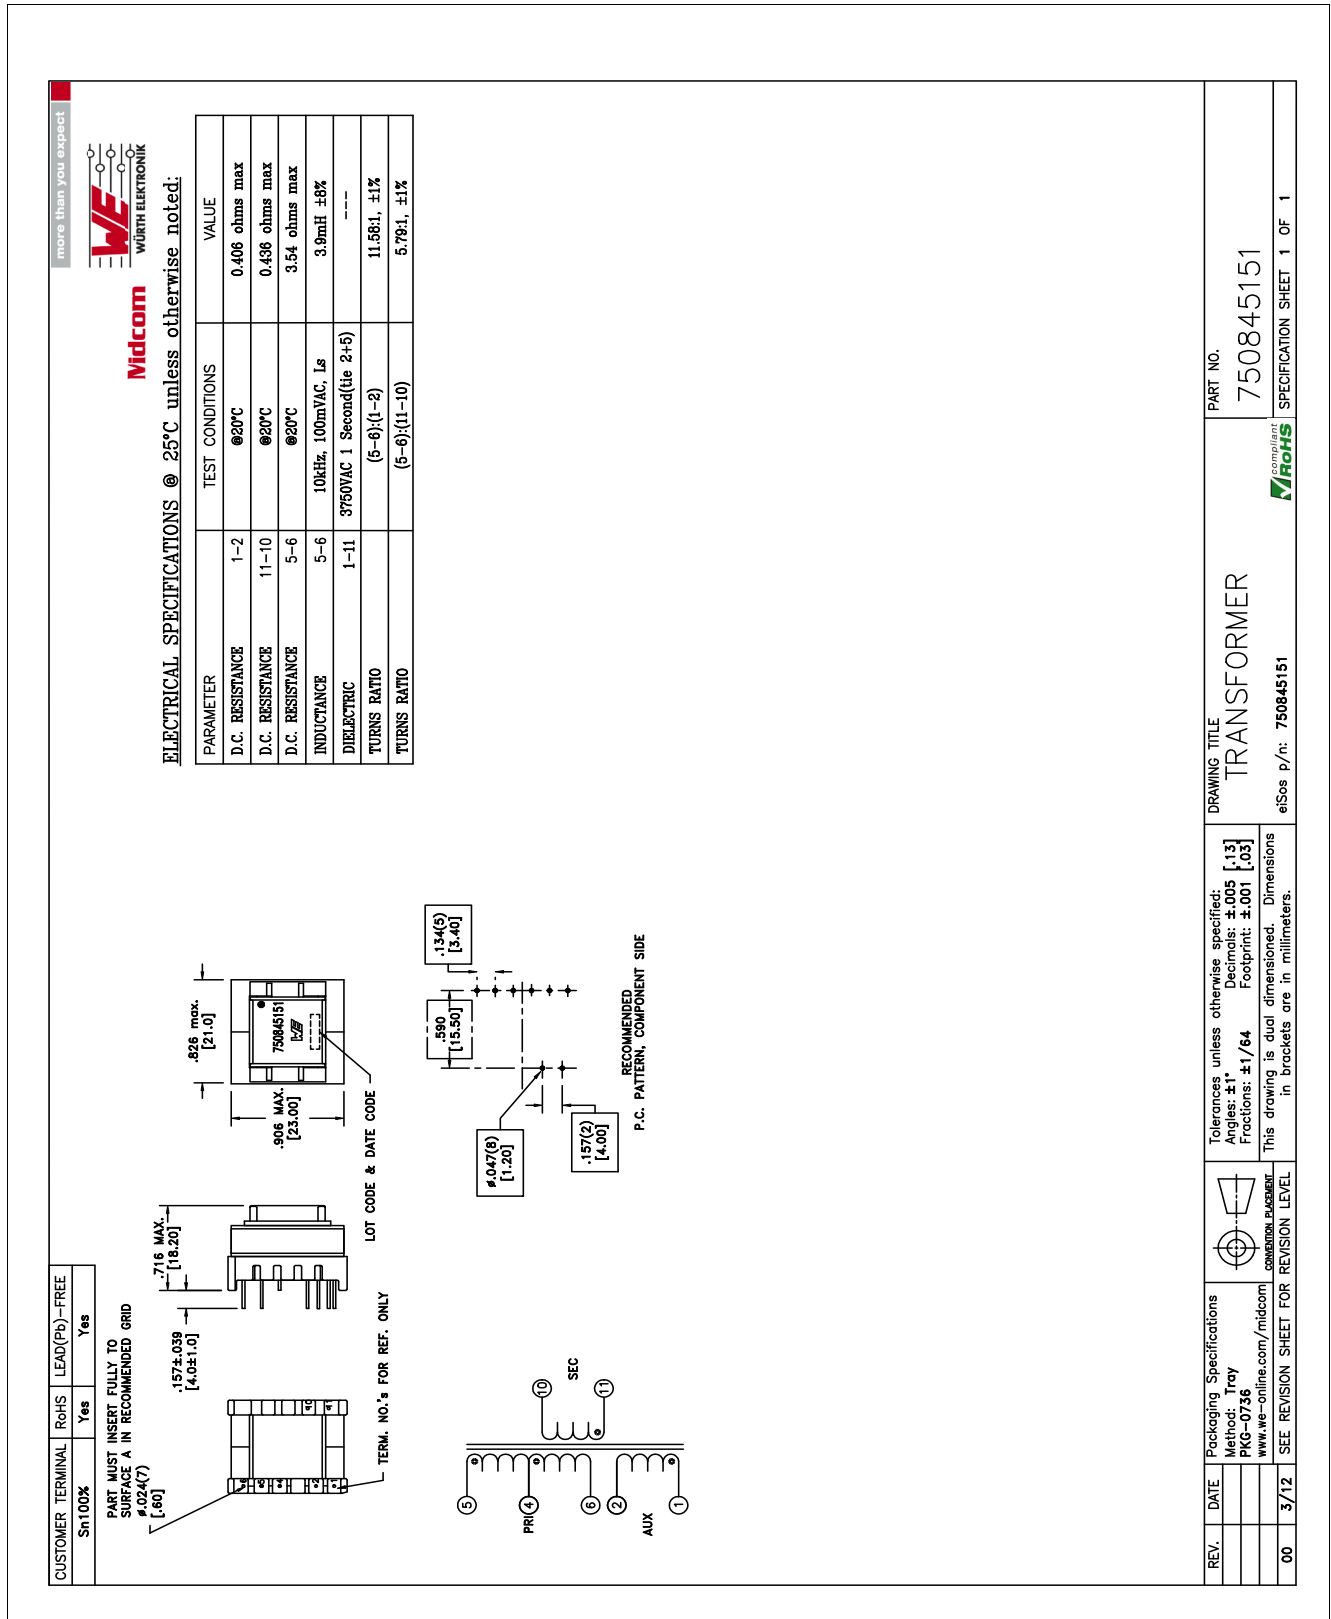 CUSTOMER TERMINAL RoHS LEAD(Pb)-FREE
Sn100% Yes Yes
more than you expect
Midcom
WE
WÜRTH ELEKTRONIK
PART MUST INSERT FULLY TO
SURFACE A IN RECOMMENDED GRID
ø.024(7)
[.60]
6
5
4
2
1
10
11
TERM. NO.'s FOR REF. ONLY
.157±.039
[4.0±1.0]
.716 MAX.
[18.20]
.906 MAX.
[23.00]
.826 max.
[21.0]
750845151
WE
LOT CODE & DATE CODE
ELECTRICAL SPECIFICATIONS @ 25°C unless otherwise noted:
PARAMETER TEST CONDITIONS VALUE
D.C. RESISTANCE 1-2 @20°C 0.406 ohms max
D.C. RESISTANCE 11-10 @20°C 0.436 ohms max
D.C. RESISTANCE 5-6 @20°C 3.54 ohms max
INDUCTANCE 5-6 10kHz, 100mVAC, Ls 3.9mH ±8%
DIELECTRIC 1-11 3750VAC 1 Second(tie 2+5) ---
TURNS RATIO (5-6):(1-2) 11.58:1, ±1%
TURNS RATIO (5-6):(11-10) 5.79:1, ±1%
5
PRI 4
6
2
AUX
1
10
SEC
11
ø.047(8)
[1.20]
.157(2)
[4.00]
.590
[15.50]
.134(5)
[3.40]
RECOMMENDED
P.C. PATTERN, COMPONENT SIDE
REV. DATE
00 3/12
Packaging Specifications
Method: Tray
PKG-0736
www.we-online.com/midcom
CONVENTION PLACEMENT
SEE REVISION SHEET FOR REVISION LEVEL
Tolerances unless otherwise specified:
Angles: ±1° Decimals: ±.005 [.13]
Fractions: ±1/64 Footprint: ±.001 [.03]
This drawing is dual dimensioned. Dimensions
in brackets are in millimeters.
DRAWING TITLE
TRANSFORMER
eiSos p/n: 750845151
compliant
RoHS
PART NO.
750845151
SPECIFICATION SHEET 1 OF 1